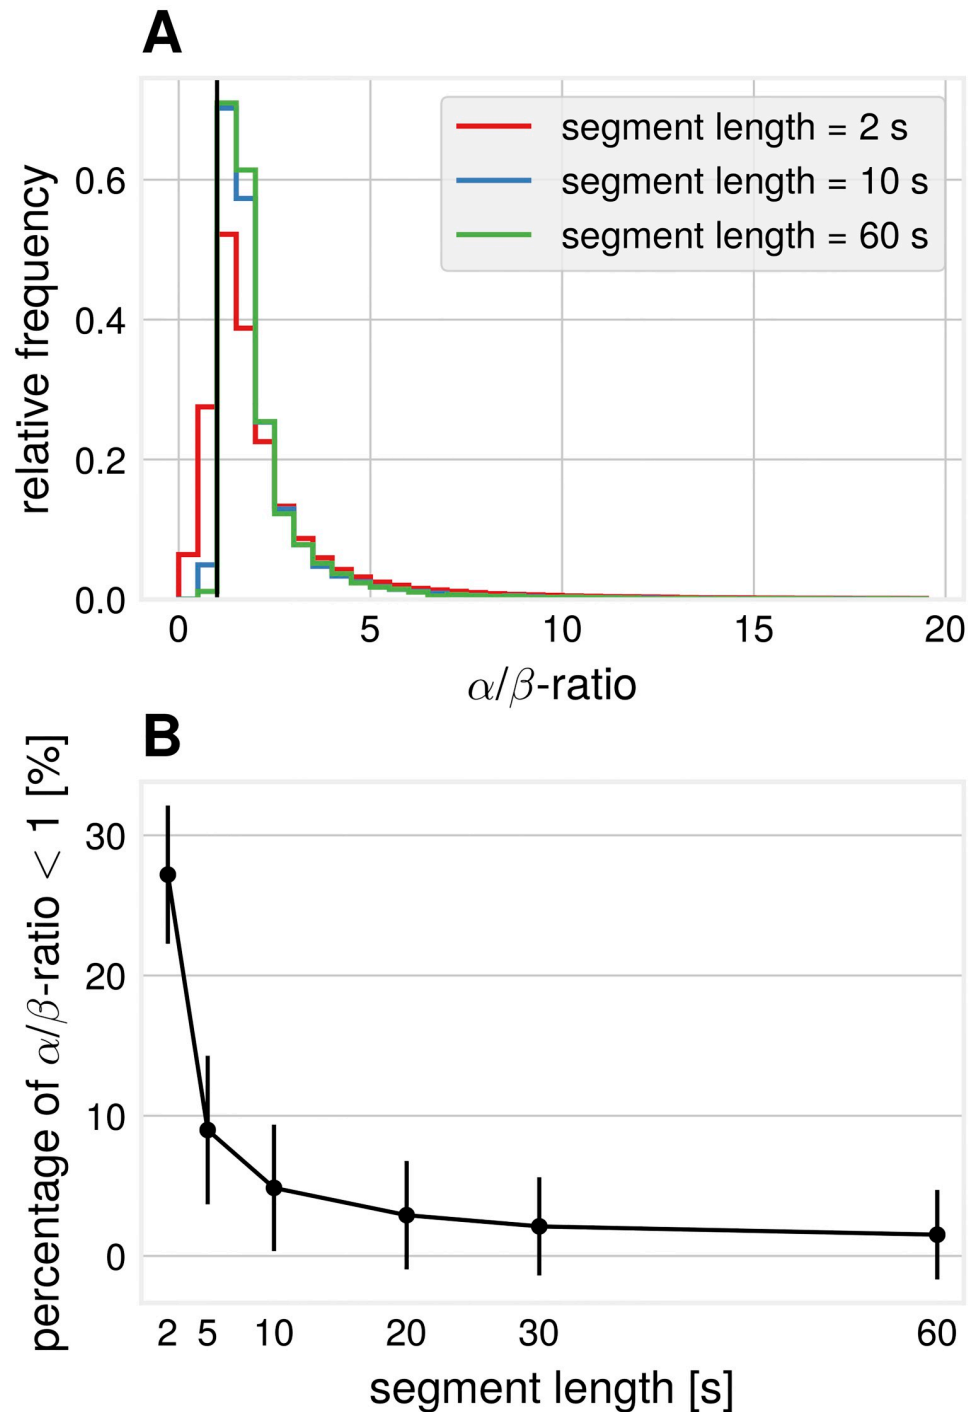 A
relative frequency
0.6
0.4
0.2
0.0
segment length = 2 s
segment length = 10 s
segment length = 60 s
0 5 10 15 20
α/β-ratio
B
percentage of α/β-ratio < 1 [%]
30
20
10
0
2 5 10 20 30 60
segment length [s]